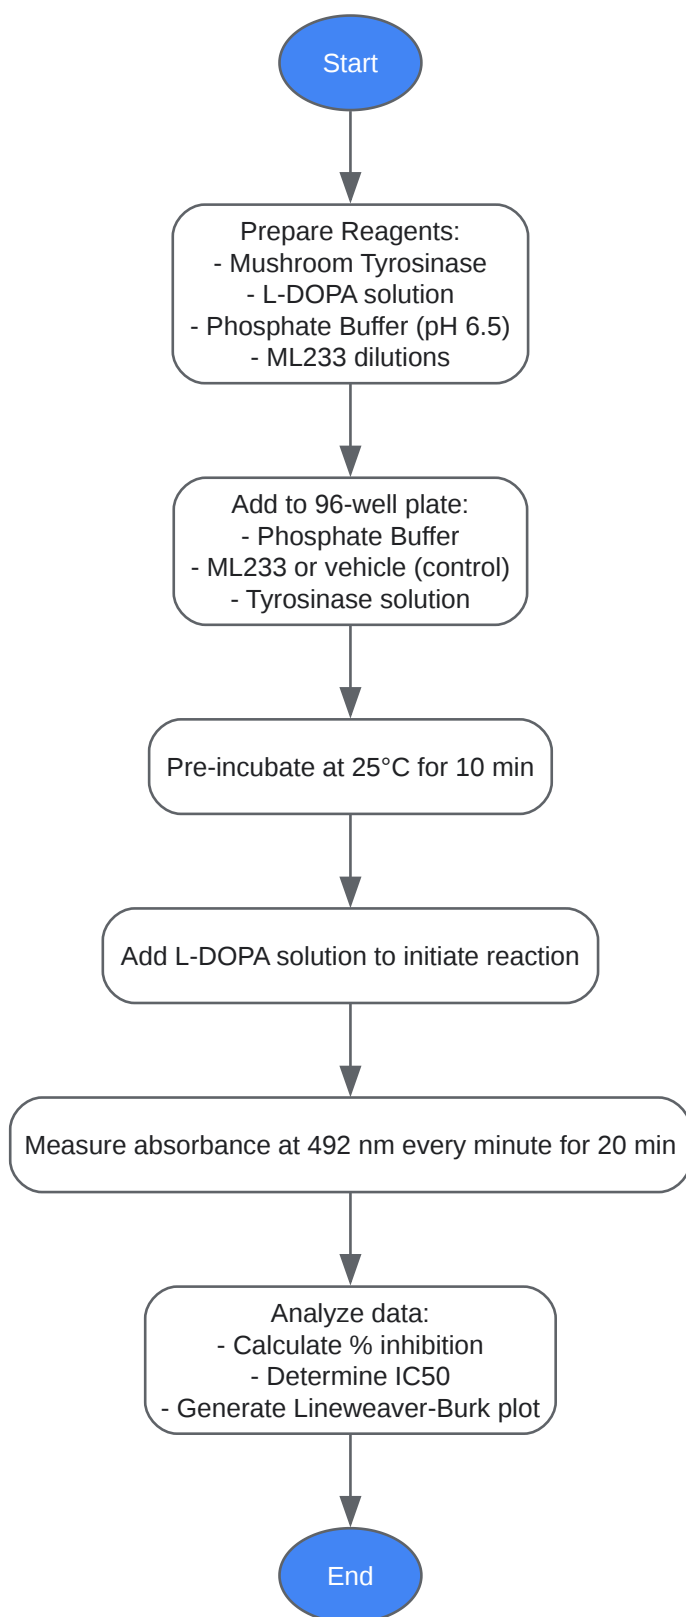 Start
Prepare Reagents:
- Mushroom Tyrosinase
- L-DOPA solution
- Phosphate Buffer (pH 6.5)
- ML233 dilutions
Add to 96-well plate:
- Phosphate Buffer
- ML233 or vehicle (control)
- Tyrosinase solution
Pre-incubate at 25°C for 10 min
Add L-DOPA solution to initiate reaction
Measure absorbance at 492 nm every minute for 20 min
Analyze data:
- Calculate % inhibition
- Determine IC50
- Generate Lineweaver-Burk plot
End